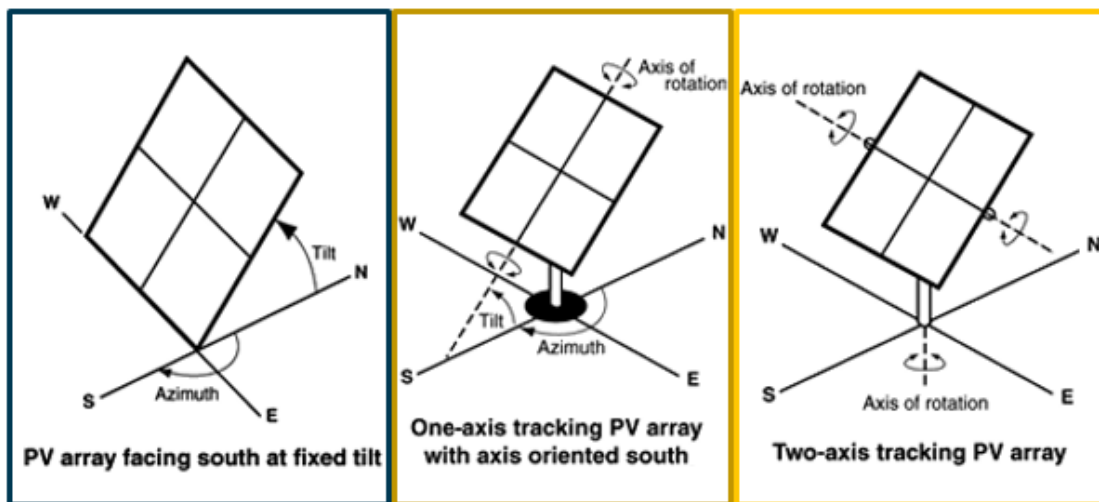 W
Tilt
N
S
Azimuth
E
PV array facing south at fixed tilt
Axis of
rotation
W
N
Tilt
Azimuth
S
E
One-axis tracking PV array
with axis oriented south
Axis of rotation
W
N
S
E
Axis of rotation
Two-axis tracking PV array